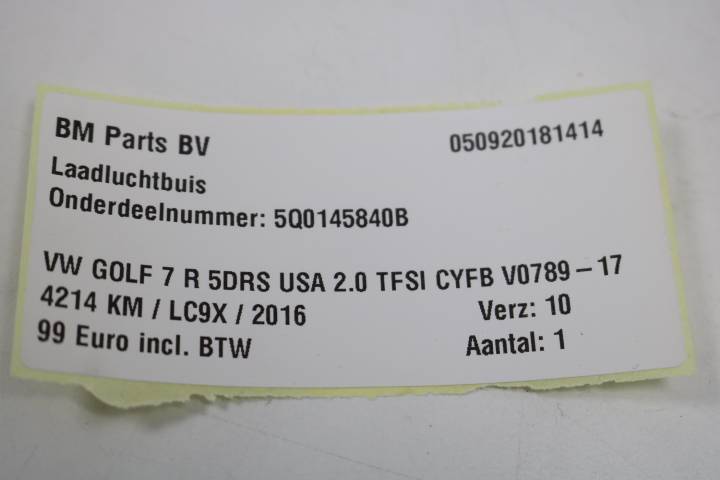 BM Parts BV 050920181414
Laadluchtbuis
Onderdeelnummer: 5Q0145840B
VW GOLF 7 R 5DRS USA 2.0 TFSI CYFB V0789-17
4214 KM / LC9X / 2016 Verz: 10
99 Euro incl. BTW Aantal: 1